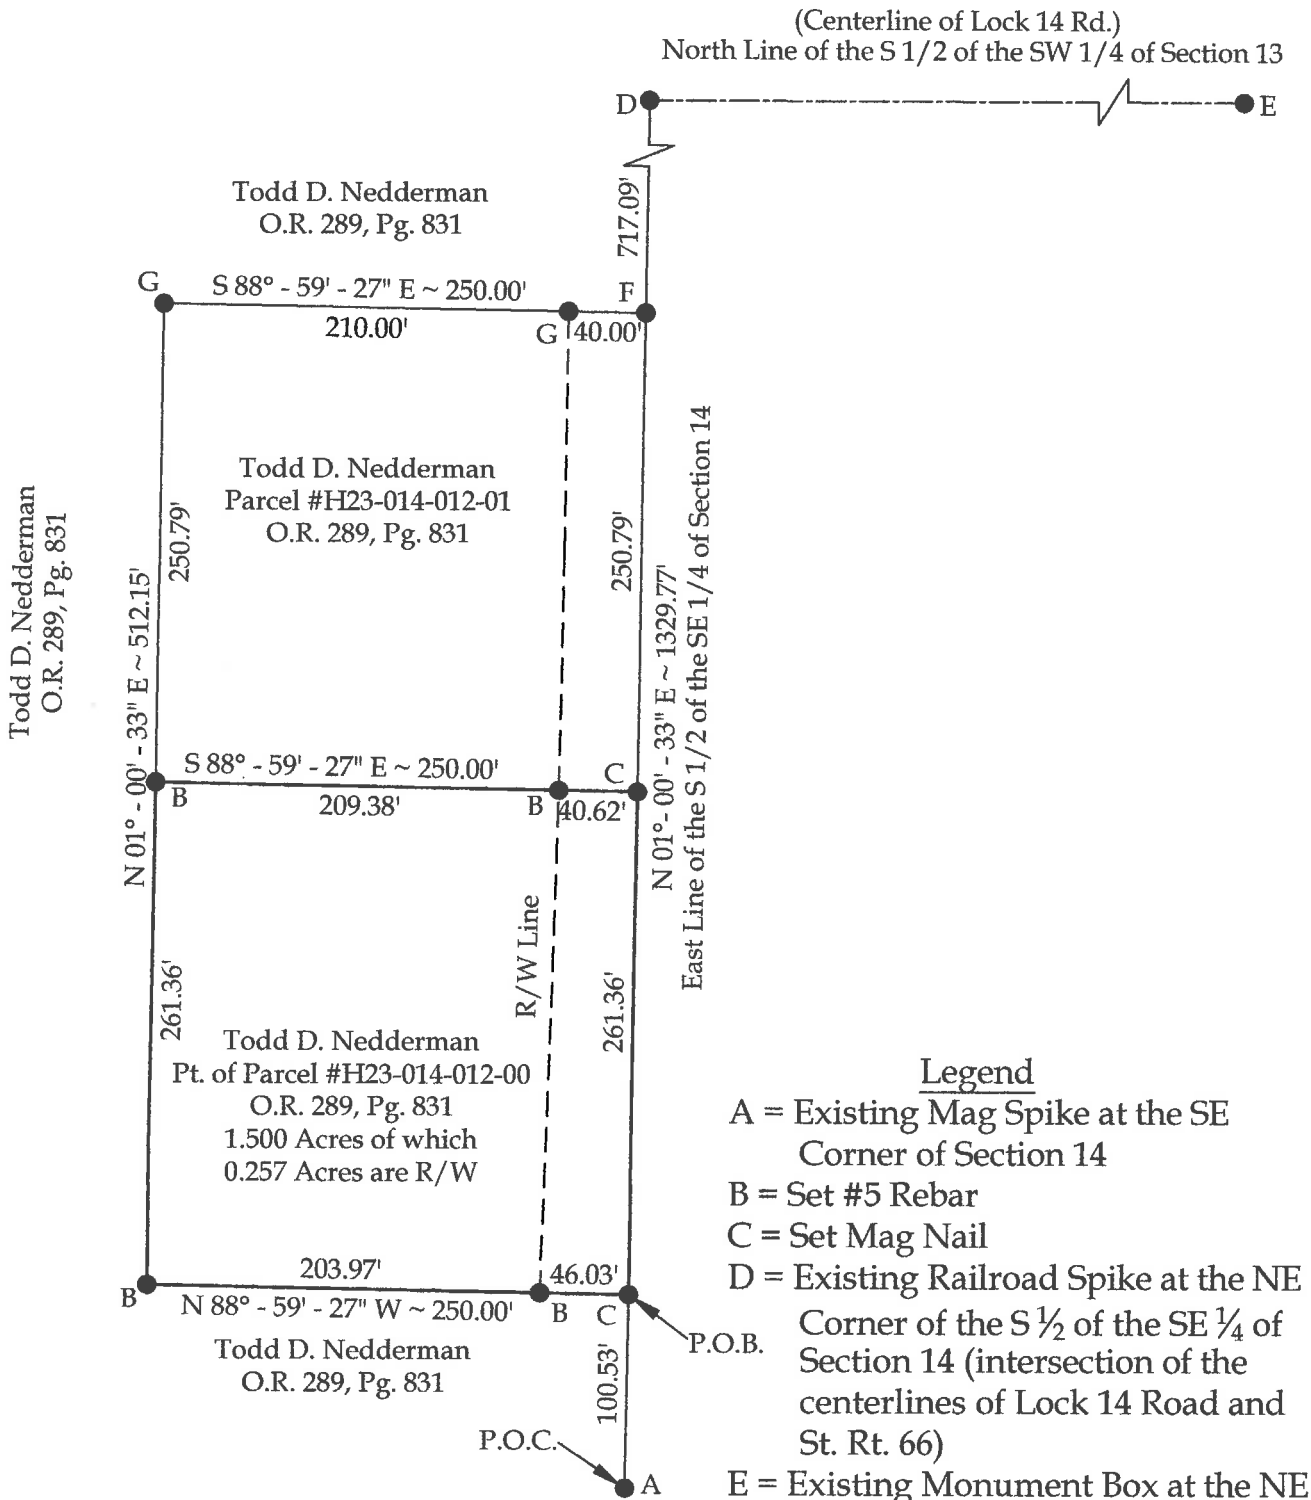 (Centerline of Lock 14 Rd.)
North Line of the S 1/2 of the SW 1/4 of Section 13
D
E
717.09'
Todd D. Nedderman
O.R. 289, Pg. 831
G
S 88° - 59' - 27" E ~ 250.00'
F
210.00'
G
40.00'
Todd D. Nedderman
O.R. 289, Pg. 831
N 01° - 00' - 33" E ~ 512.15'
250.79'
Todd D. Nedderman
Parcel #H23-014-012-01
O.R. 289, Pg. 831
250.79'
N 01° - 00' - 33" E ~ 1329.77'
East Line of the S 1/2 of the SE 1/4 of Section 14
S 88° - 59' - 27" E ~ 250.00'
C
B
209.38'
B
40.62'
R/W Line
261.36'
261.36'
Todd D. Nedderman
Pt. of Parcel #H23-014-012-00
O.R. 289, Pg. 831
1.500 Acres of which
0.257 Acres are R/W
203.97'
46.03'
B
N 88° - 59' - 27" W ~ 250.00'
B
C
P.O.B.
Todd D. Nedderman
O.R. 289, Pg. 831
100.53'
P.O.C.
A
Legend
A = Existing Mag Spike at the SE
Corner of Section 14
B = Set #5 Rebar
C = Set Mag Nail
D = Existing Railroad Spike at the NE
Corner of the S ½ of the SE ¼ of
Section 14 (intersection of the
centerlines of Lock 14 Road and
St. Rt. 66)
E = Existing Monument Box at the NE